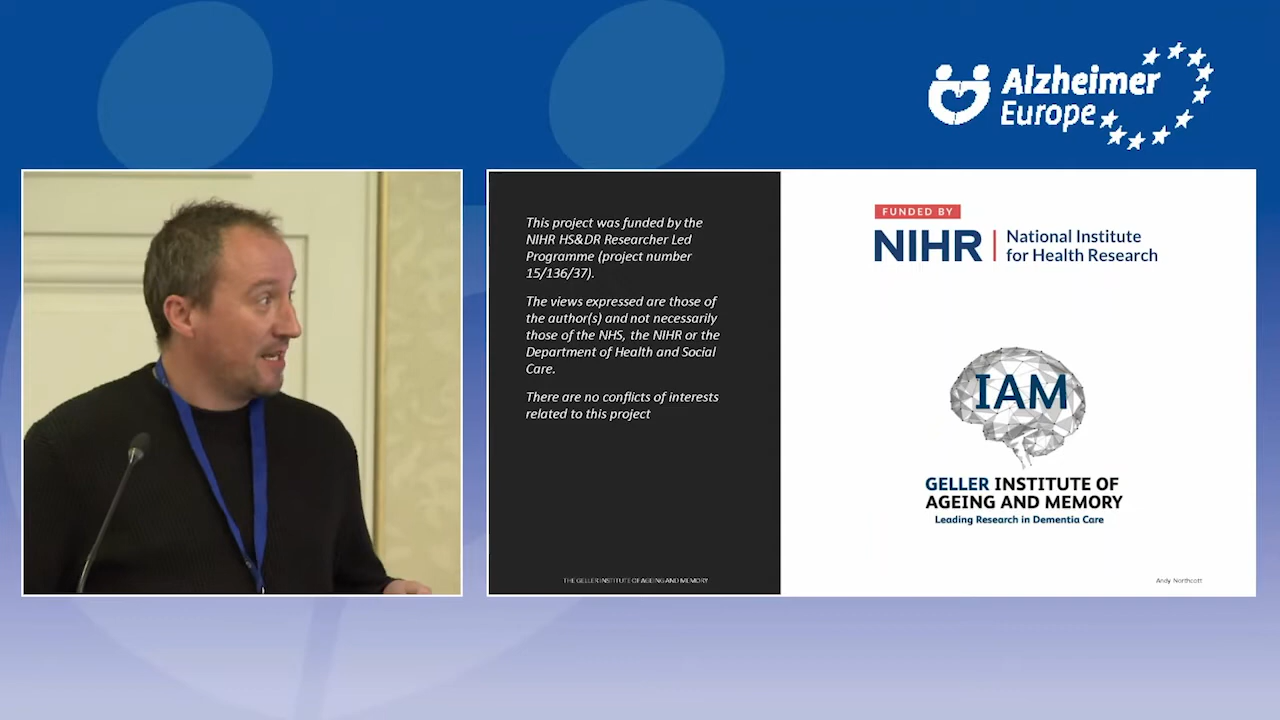 Alzheimer
Europe
This project was funded by the
NIHR HS&DR Researcher Led
Programme (project number
15/136/37).
The views expressed are those of
the author(s) and not necessarily
those of the NHS, the NIHR or the
Department of Health and Social
Care.
There are no conflicts of interests
related to this project
THE GELLER INSTITUTE OF AGEING AND MEMORY
FUNDED BY
NIHR
National Institute
for Health Research
IAM
GELLER INSTITUTE OF
AGEING AND MEMORY
Leading Research in Dementia Care
Andy Northcott